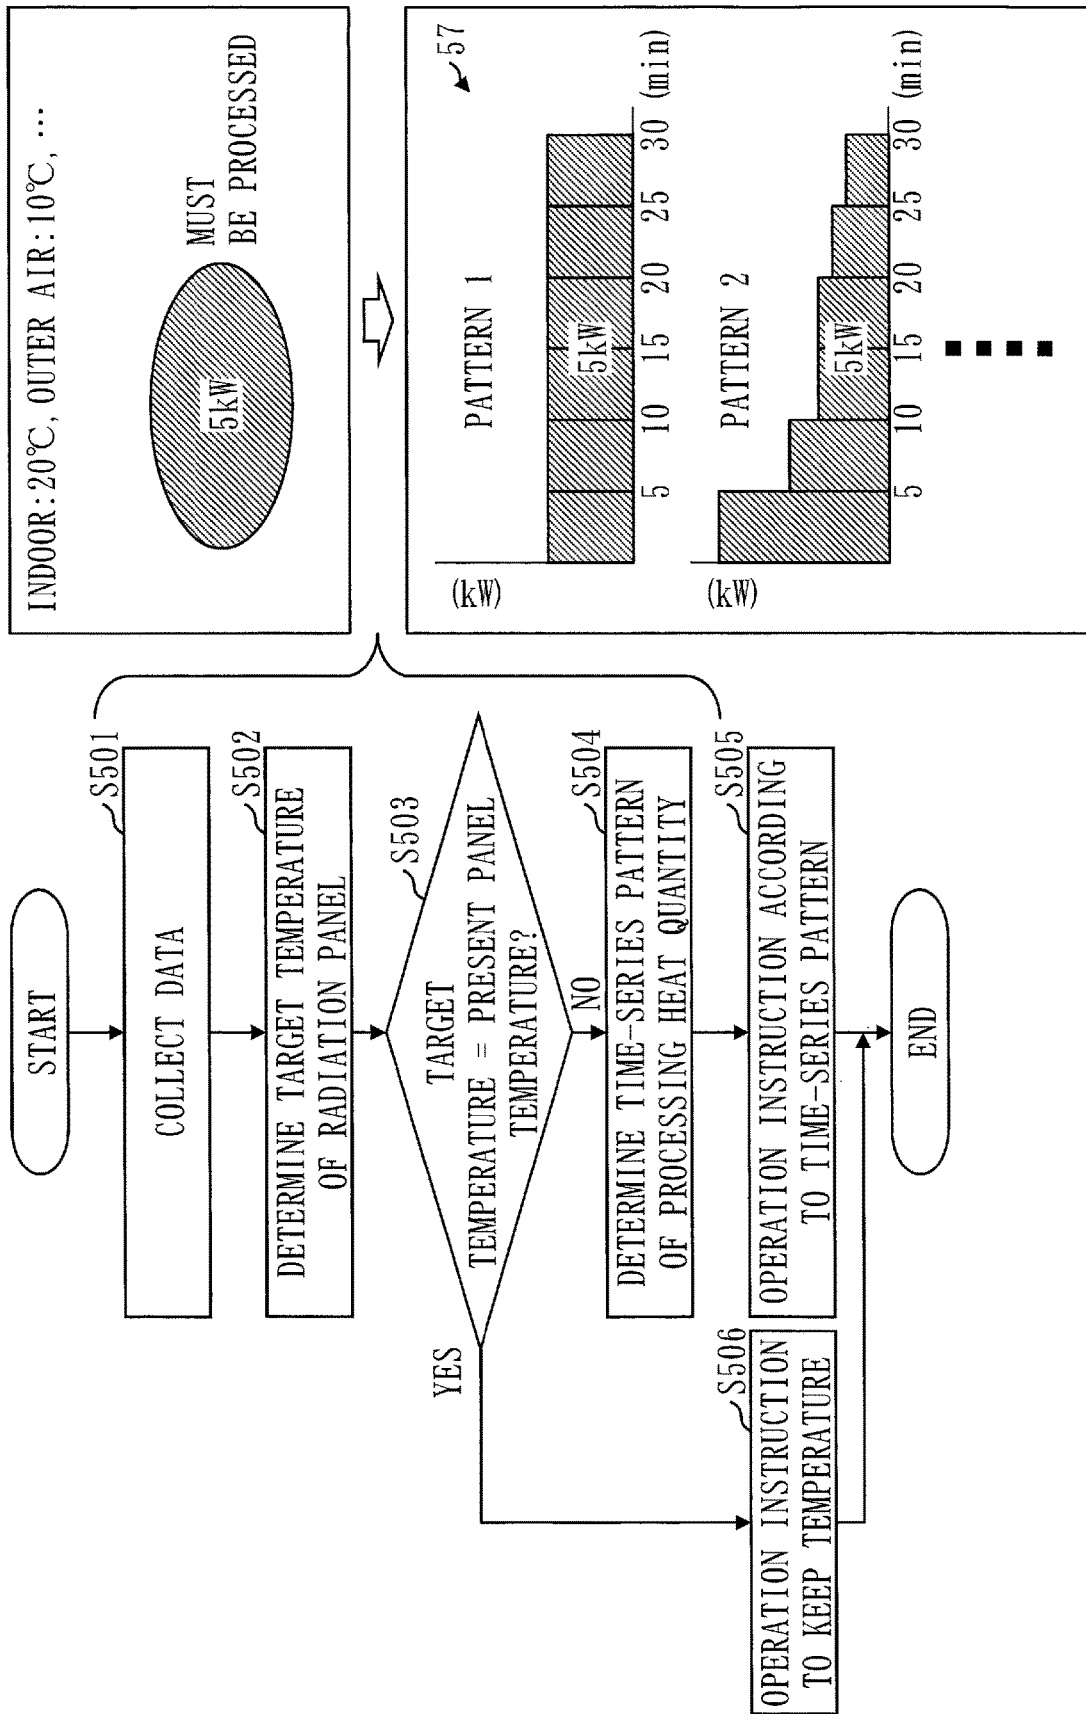 START
S501
COLLECT DATA
S502
DETERMINE TARGET TEMPERATURE
OF RADIATION PANEL
S503
TARGET
TEMPERATURE = PRESENT PANEL
TEMPERATURE?
YES
NO
S504
DETERMINE TIME-SERIES PATTERN
OF PROCESSING HEAT QUANTITY
S505
OPERATION INSTRUCTION ACCORDING
TO TIME-SERIES PATTERN
S506
OPERATION INSTRUCTION
TO KEEP TEMPERATURE
END
INDOOR:20℃, OUTER AIR:10℃, ...
5kW
MUST
BE PROCESSED
57
(kW)
PATTERN 1
5kW
5 10 15 20 25 30 (min)
(kW)
PATTERN 2
5kW
5 10 15 20 25 30 (min)